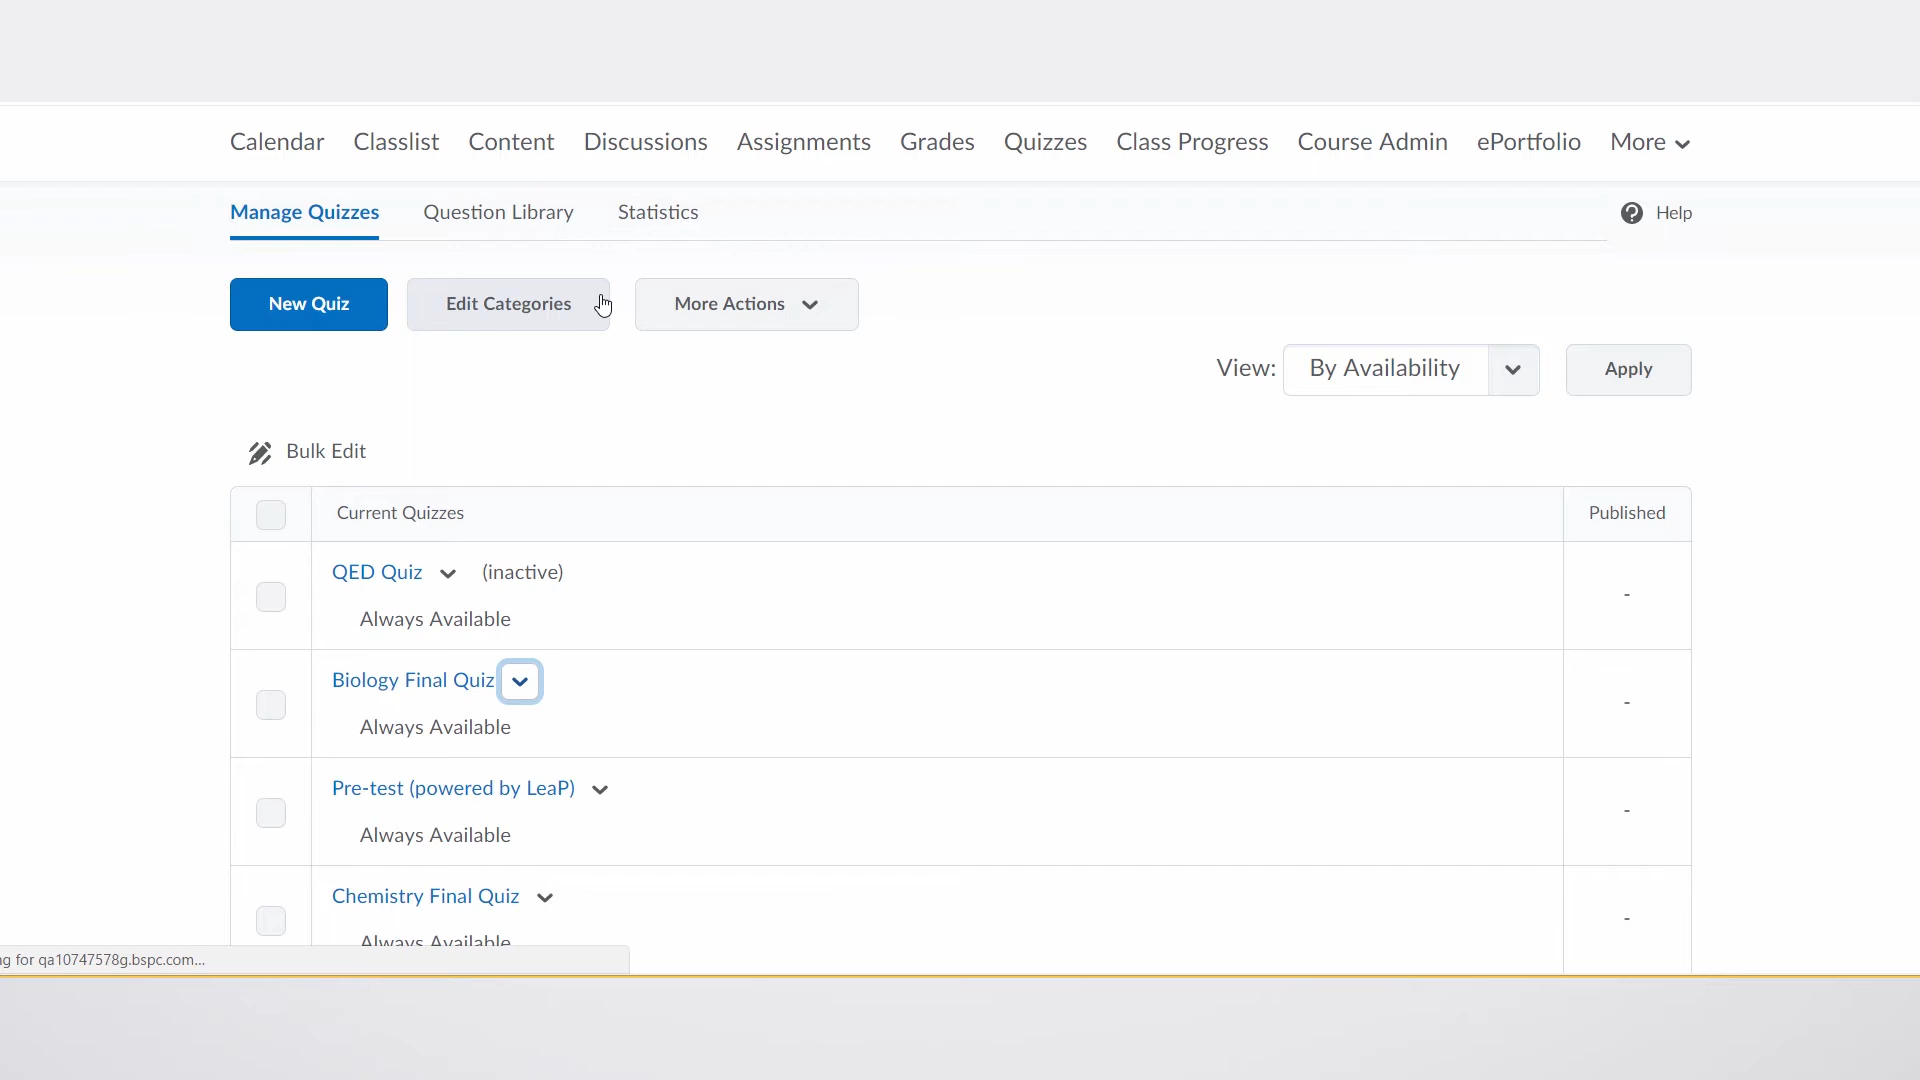 Calendar Classlist Content Discussions Assignments Grades Quizzes Class Progress Course Admin ePortfolio More
Manage Quizzes Question Library Statistics Help
New Quiz Edit Categories More Actions
View: By Availability Apply
Bulk Edit
Current Quizzes Published
QED Quiz (inactive) -
Always Available
Biology Final Quiz -
Always Available
Pre-test (powered by LeaP) -
Always Available
Chemistry Final Quiz -
Always Available
for qa10747578g.bspc.com...